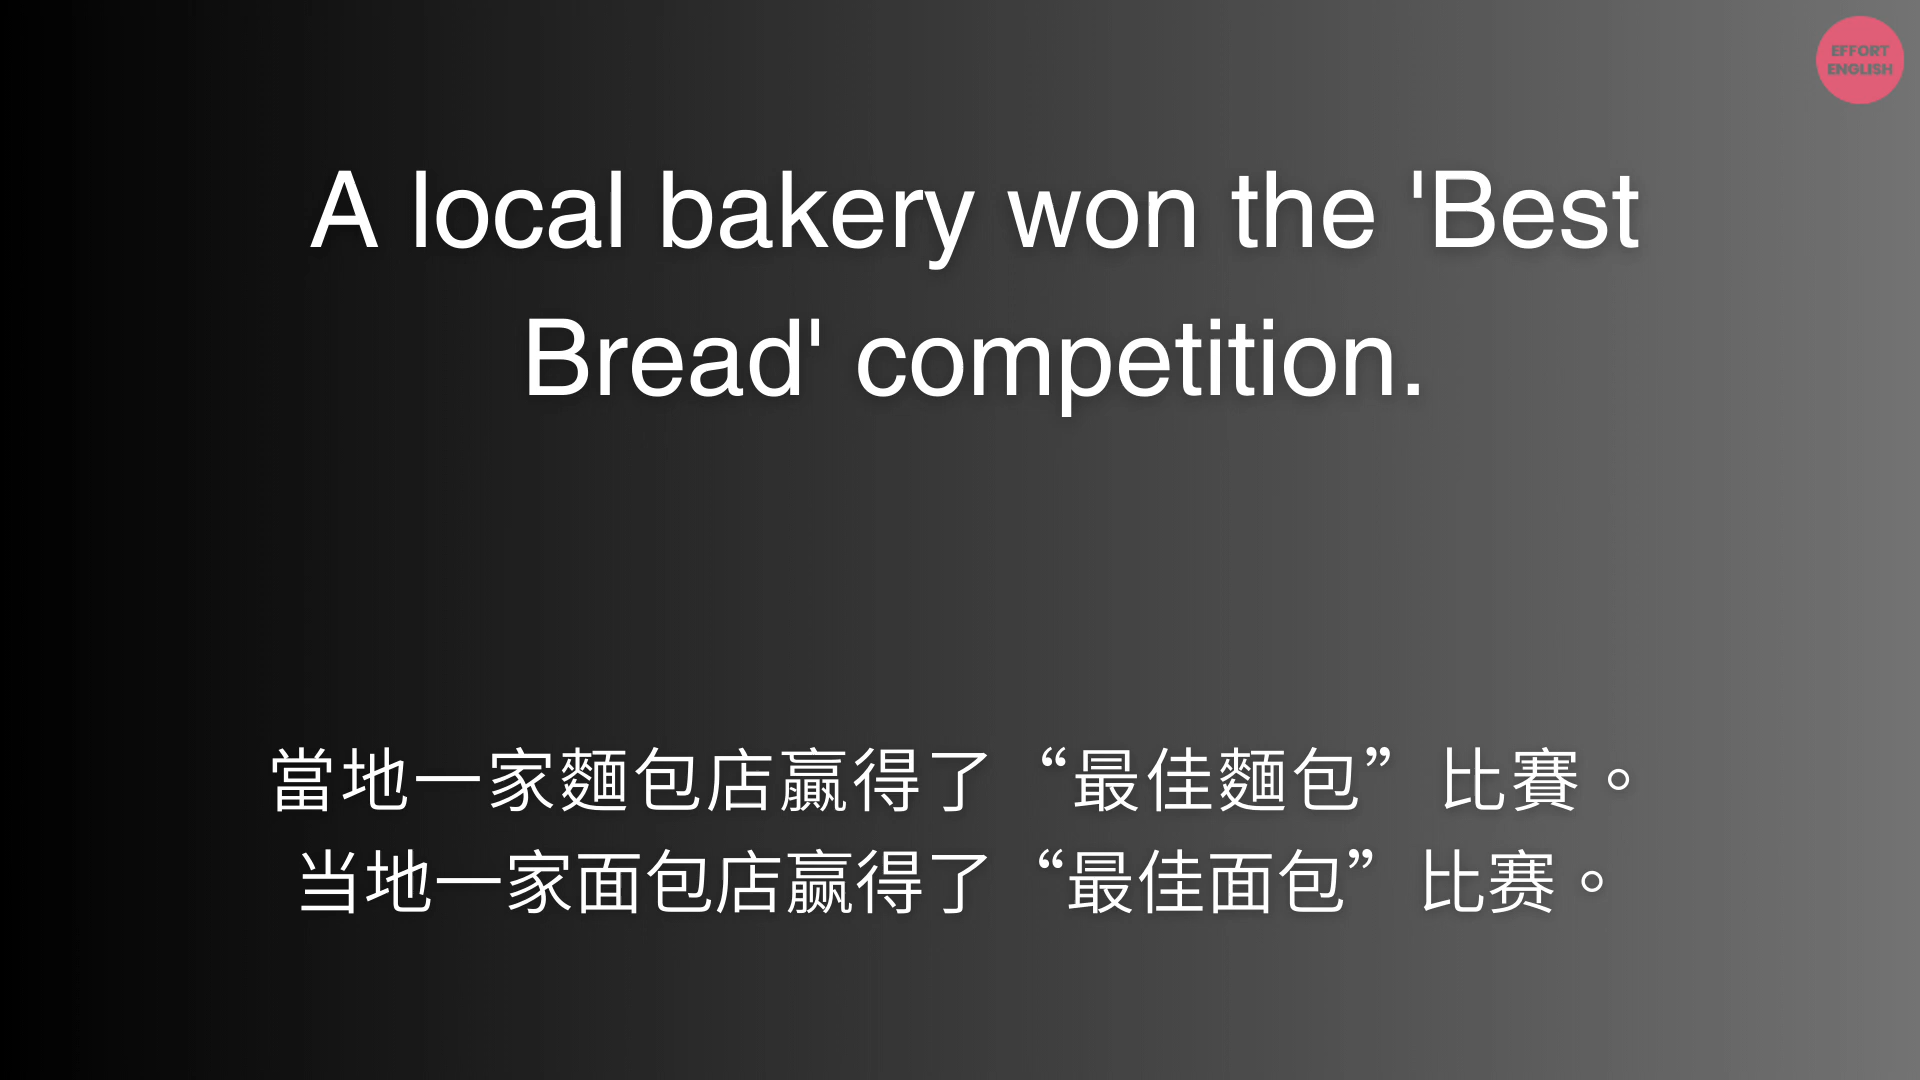 EFFORT
ENGLISH
A local bakery won the 'Best
Bread' competition.
當地一家麵包店贏得了“最佳麵包”比賽。
当地一家面包店赢得了“最佳面包”比赛。